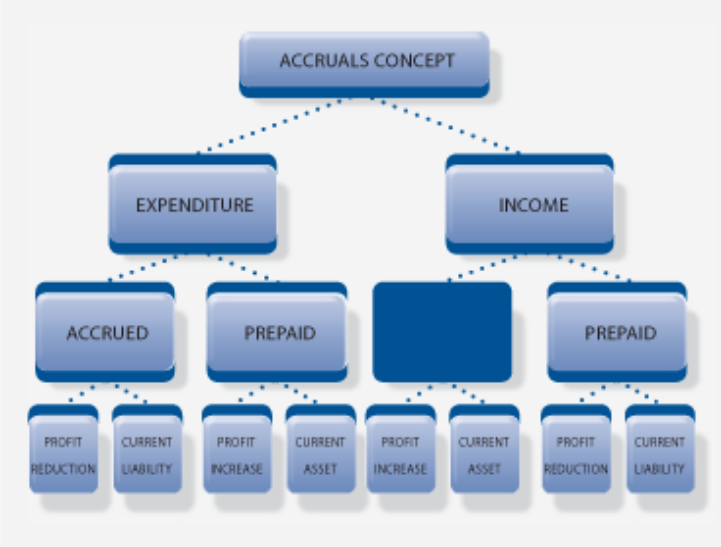 ACCRUALS CONCEPT
EXPENDITURE
INCOME
ACCRUED
PREPAID
PREPAID
PROFIT
REDUCTION
CURRENT
LIABILITY
PROFIT
INCREASE
CURRENT
ASSET
PROFIT
INCREASE
CURRENT
ASSET
PROFIT
REDUCTION
CURRENT
LIABILITY